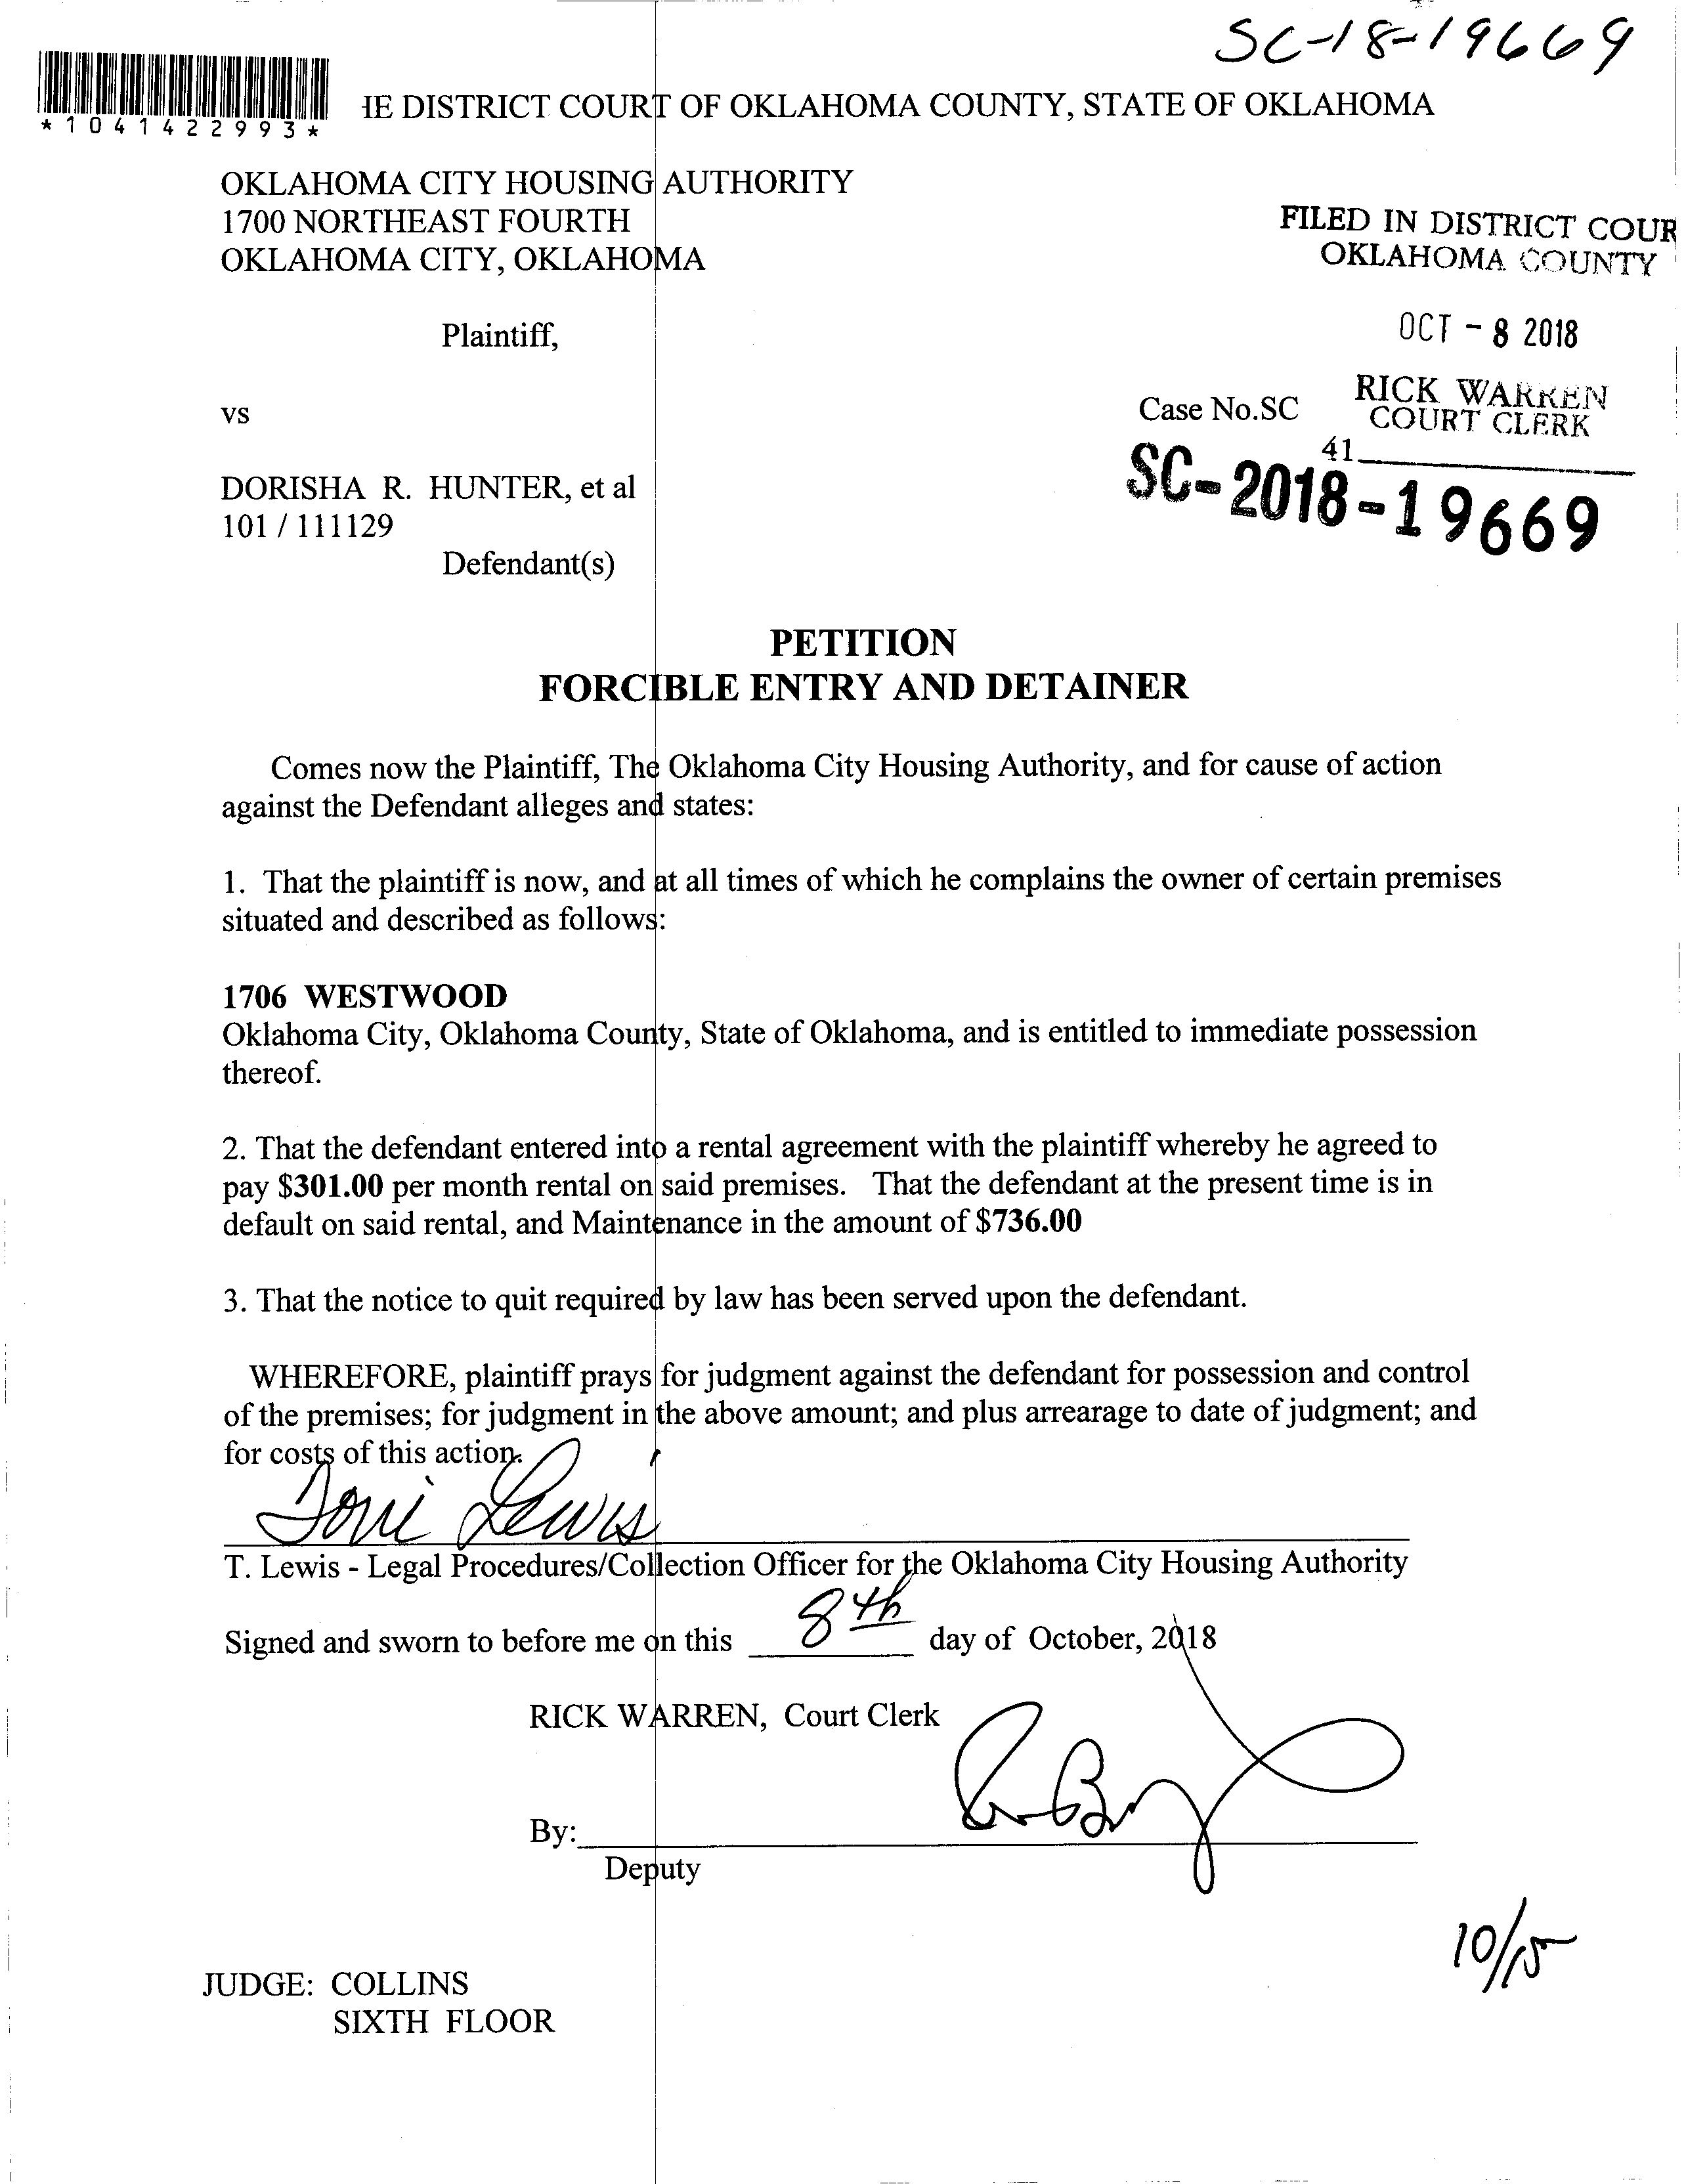 SC-18-19669
*1041422993*
IE DISTRICT COURT OF OKLAHOMA COUNTY, STATE OF OKLAHOMA
OKLAHOMA CITY HOUSING AUTHORITY
1700 NORTHEAST FOURTH
OKLAHOMA CITY, OKLAHOMA
FILED IN DISTRICT COUR
OKLAHOMA COUNTY
Plaintiff,
OCT - 8 2018
vs
Case No.SC
RICK WARREN
COURT CLERK
41
SC-2018-19669
DORISHA R. HUNTER, et al
101 / 111129
Defendant(s)
PETITION
FORCIBLE ENTRY AND DETAINER
Comes now the Plaintiff, The Oklahoma City Housing Authority, and for cause of action
against the Defendant alleges and states:
1. That the plaintiff is now, and at all times of which he complains the owner of certain premises
situated and described as follows:
1706 WESTWOOD
Oklahoma City, Oklahoma County, State of Oklahoma, and is entitled to immediate possession
thereof.
2. That the defendant entered into a rental agreement with the plaintiff whereby he agreed to
pay $301.00 per month rental on said premises. That the defendant at the present time is in
default on said rental, and Maintenance in the amount of $736.00
3. That the notice to quit required by law has been served upon the defendant.
WHEREFORE, plaintiff prays for judgment against the defendant for possession and control
of the premises; for judgment in the above amount; and plus arrearage to date of judgment; and
for costs of this action.
Toni Lewis
T. Lewis - Legal Procedures/Collection Officer for the Oklahoma City Housing Authority
Signed and sworn to before me on this 8th day of October, 2018
RICK WARREN, Court Clerk
By:
Deputy
10/15
JUDGE: COLLINS
SIXTH FLOOR